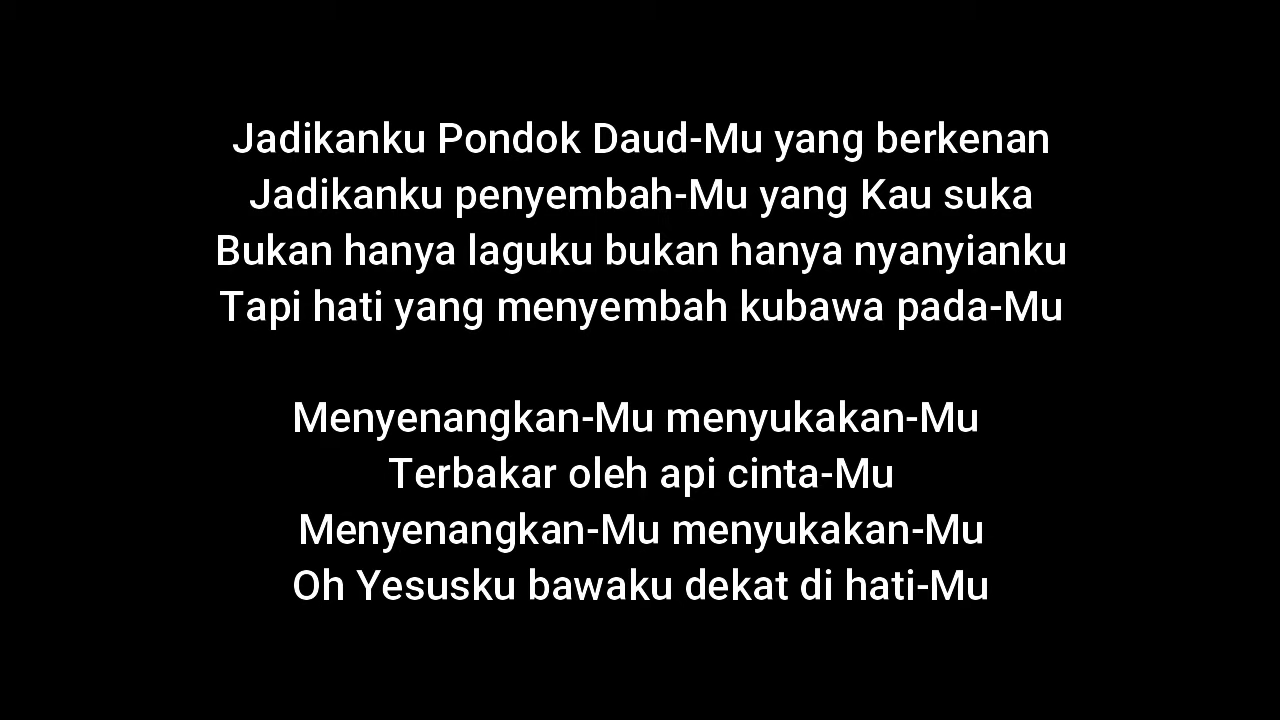 Jadikanku Pondok Daud-Mu yang berkenan
Jadikanku penyembah-Mu yang Kau suka
Bukan hanya laguku bukan hanya nyanyianku
Tapi hati yang menyembah kubawa pada-Mu
Menyenangkan-Mu menyukakan-Mu
Terbakar oleh api cinta-Mu
Menyenangkan-Mu menyukakan-Mu
Oh Yesusku bawaku dekat di hati-Mu